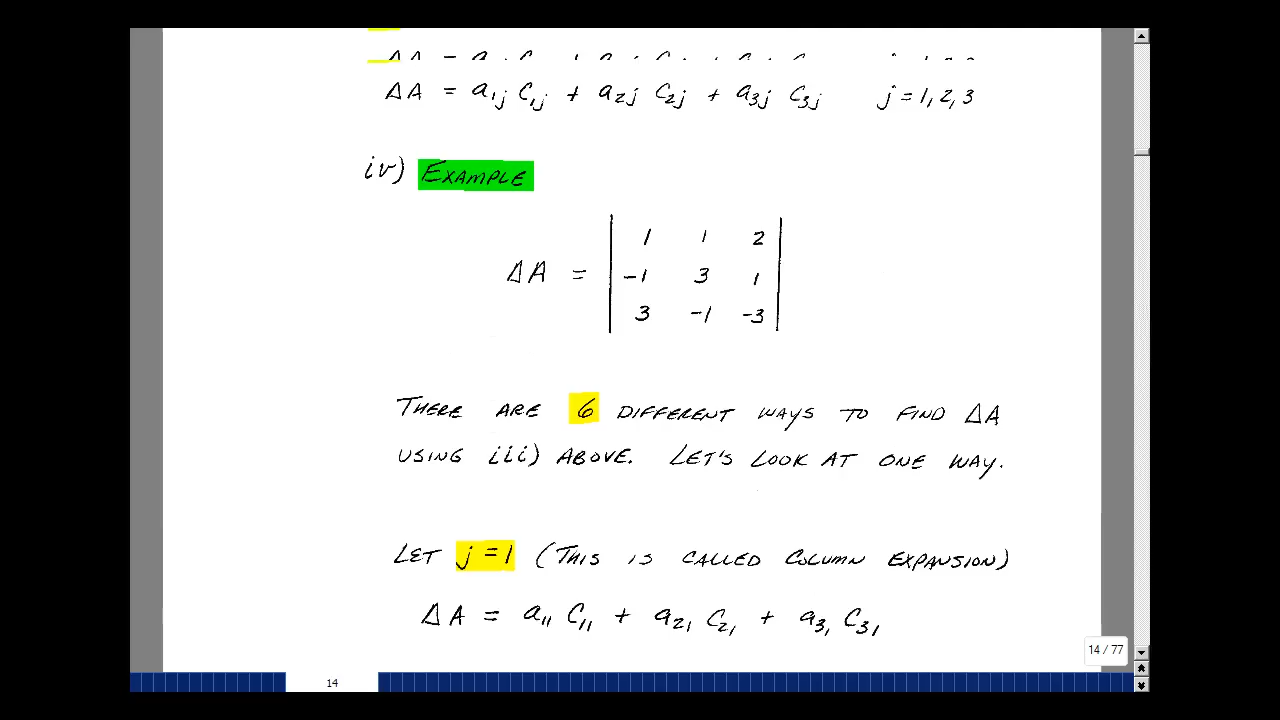 ΔA = a1j C1j + a2j C2j + a3j C3j j = 1, 2, 3
iv) EXAMPLE
1 1 2
ΔA = -1 3 1
3 -1 -3
THERE ARE 6 DIFFERENT WAYS TO FIND ΔA
USING iii) ABOVE. LET'S LOOK AT ONE WAY.
LET j = 1 (THIS IS CALLED COLUMN EXPANSION)
ΔA = a11 C11 + a21 C21 + a31 C31
14 / 77
14